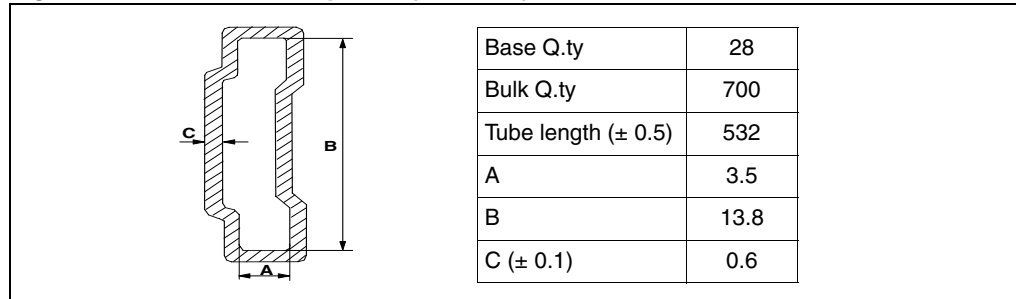 C
B
A
Base Q.ty 28
Bulk Q.ty 700
Tube length (± 0.5) 532
A 3.5
B 13.8
C (± 0.1) 0.6